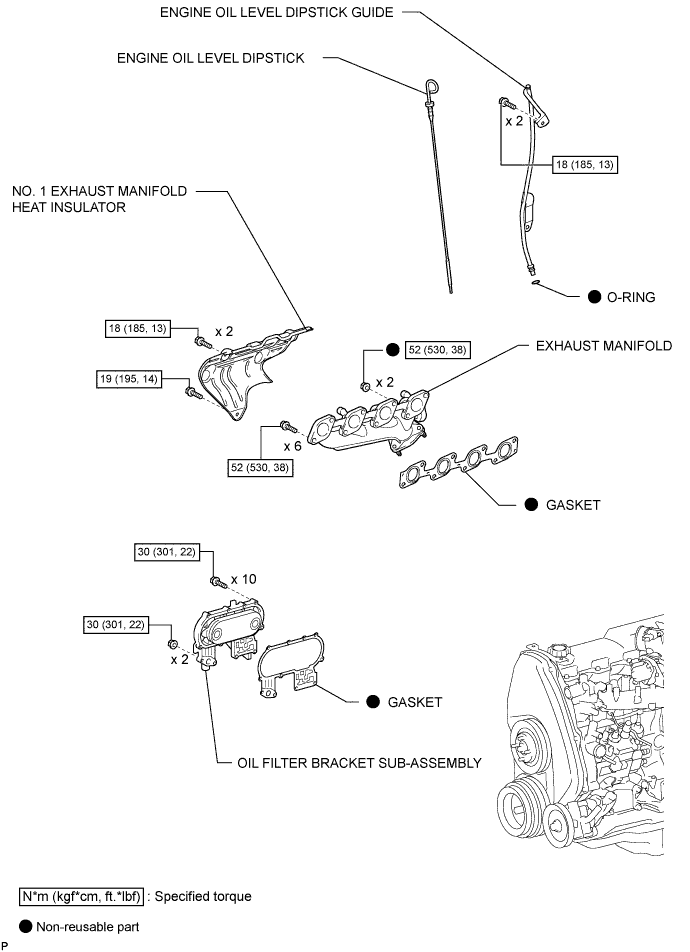 ENGINE OIL LEVEL DIPSTICK GUIDE
ENGINE OIL LEVEL DIPSTICK
x 2
18 (185, 13)
NO. 1 EXHAUST MANIFOLD
HEAT INSULATOR
O-RING
18 (185, 13)
x 2
52 (530, 38)
EXHAUST MANIFOLD
19 (195, 14)
x 2
x 6
52 (530, 38)
GASKET
30 (301, 22)
x 10
30 (301, 22)
x 2
GASKET
OIL FILTER BRACKET SUB-ASSEMBLY
N*m (kgf*cm, ft.*lbf) : Specified torque
Non-reusable part
P